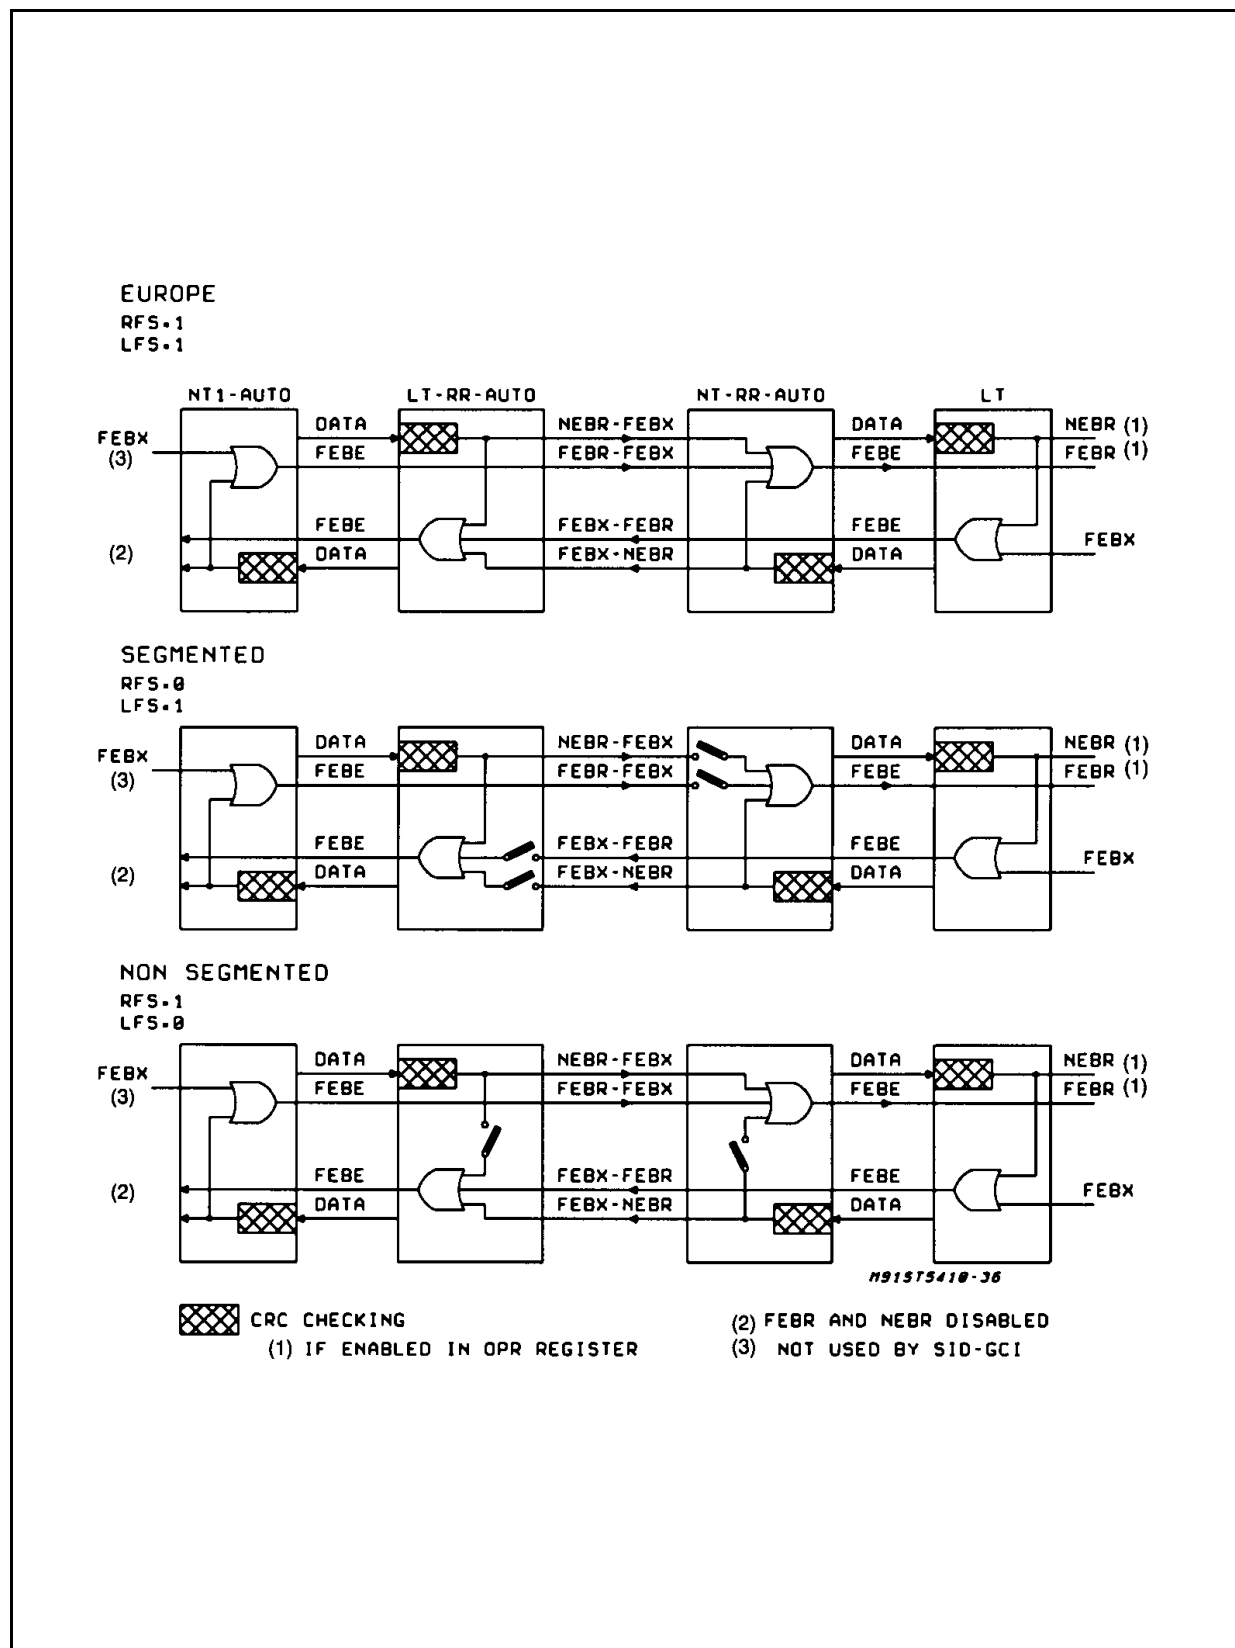 EUROPE
RFS=1
LFS=1
NT1-AUTO LT-RR-AUTO NT-RR-AUTO LT
DATA NEBR-FEBX DATA NEBR (1)
FEBX FEBE FEBR-FEBX FEBE FEBR (1)
(3)
FEBE FEBX-FEBR FEBE FEBX
(2) DATA FEBX-NEBR DATA
SEGMENTED
RFS=0
LFS=1
DATA NEBR-FEBX DATA NEBR (1)
FEBX FEBE FEBR-FEBX FEBE FEBR (1)
(3)
FEBE FEBX-FEBR FEBE FEBX
(2) DATA FEBX-NEBR DATA
NON SEGMENTED
RFS=1
LFS=0
DATA NEBR-FEBX DATA NEBR (1)
FEBX FEBE FEBR-FEBX FEBE FEBR (1)
(3)
FEBE FEBX-FEBR FEBE FEBX
(2) DATA FEBX-NEBR DATA
M91ST5410-36
CRC CHECKING (2) FEBR AND NEBR DISABLED
(1) IF ENABLED IN OPR REGISTER (3) NOT USED BY SID-GCI